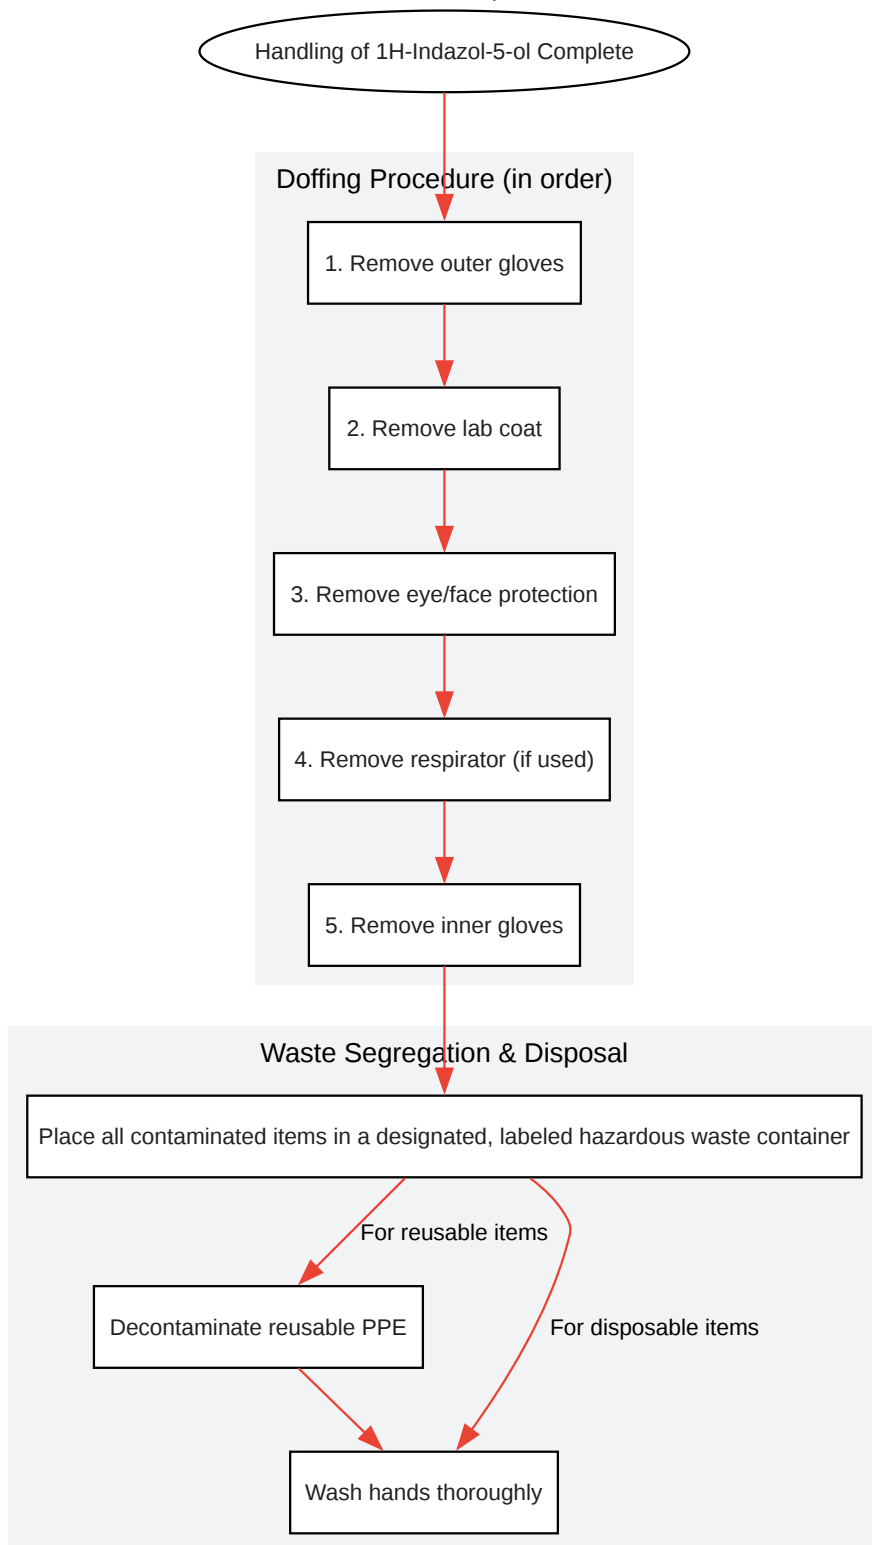 Handling of 1H-Indazol-5-ol Complete
Doffing Procedure (in order)
1. Remove outer gloves
2. Remove lab coat
3. Remove eye/face protection
4. Remove respirator (if used)
5. Remove inner gloves
Waste Segregation & Disposal
Place all contaminated items in a designated, labeled hazardous waste container
For reusable items
Decontaminate reusable PPE
For disposable items
Wash hands thoroughly